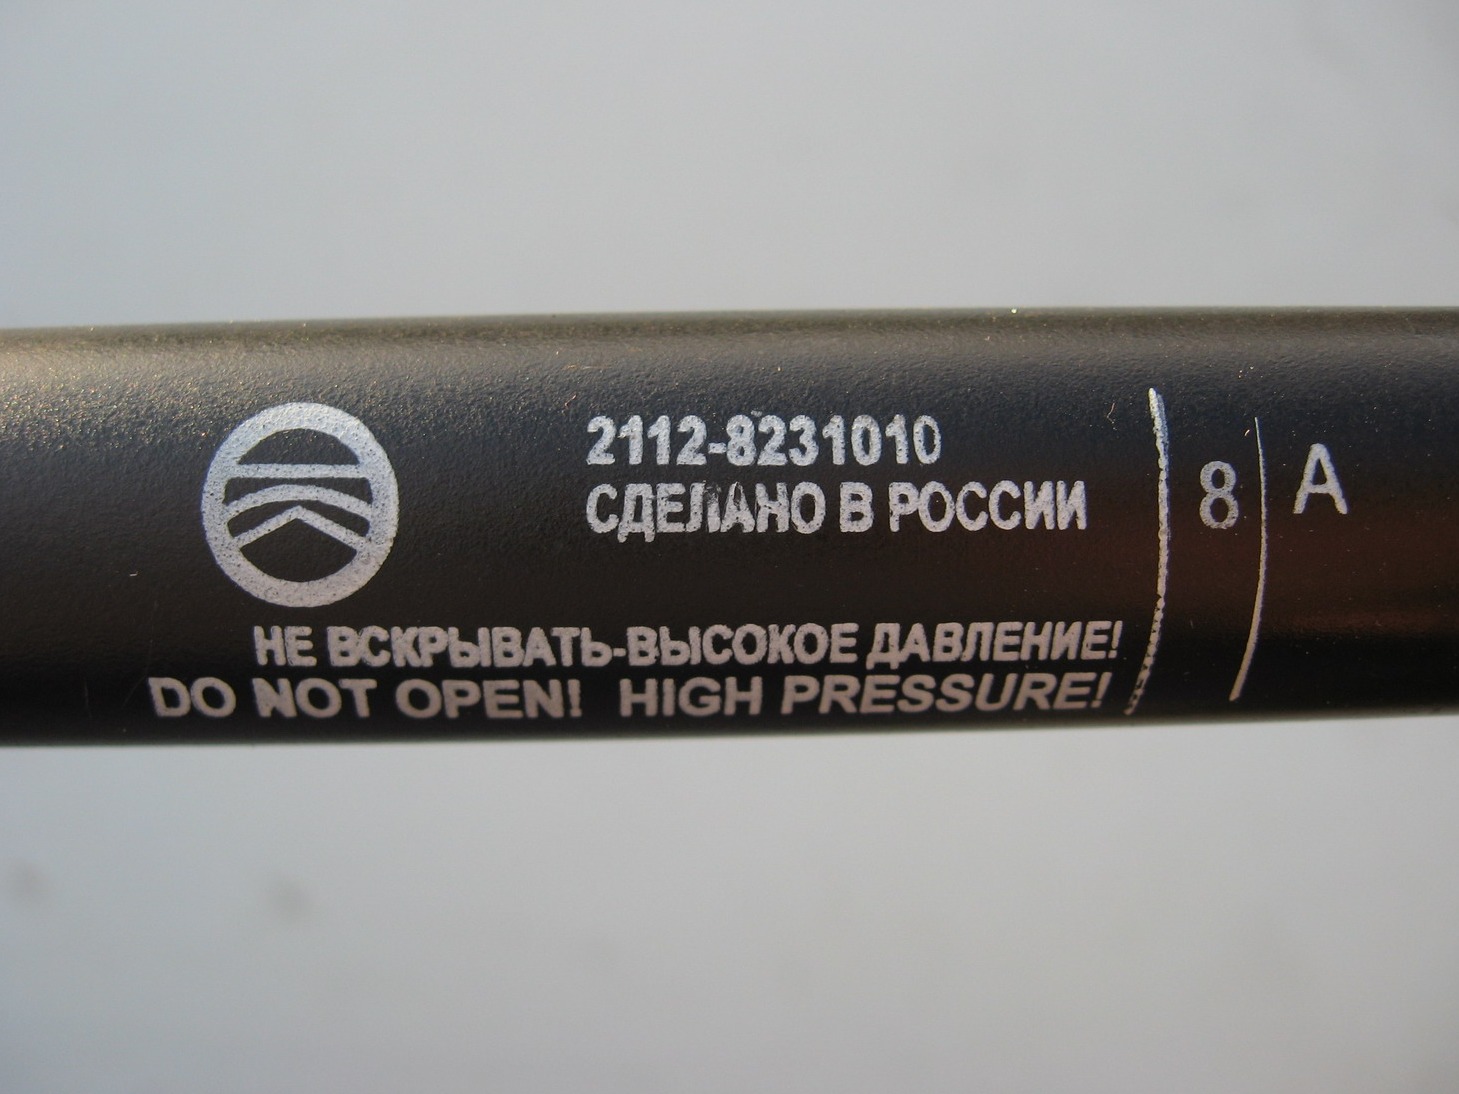 2112-8231010
СДЕЛАНО В РОССИИ
8
А
НЕ ВСКРЫВАТЬ-ВЫСОКОЕ ДАВЛЕНИЕ!
DO NOT OPEN! HIGH PRESSURE!